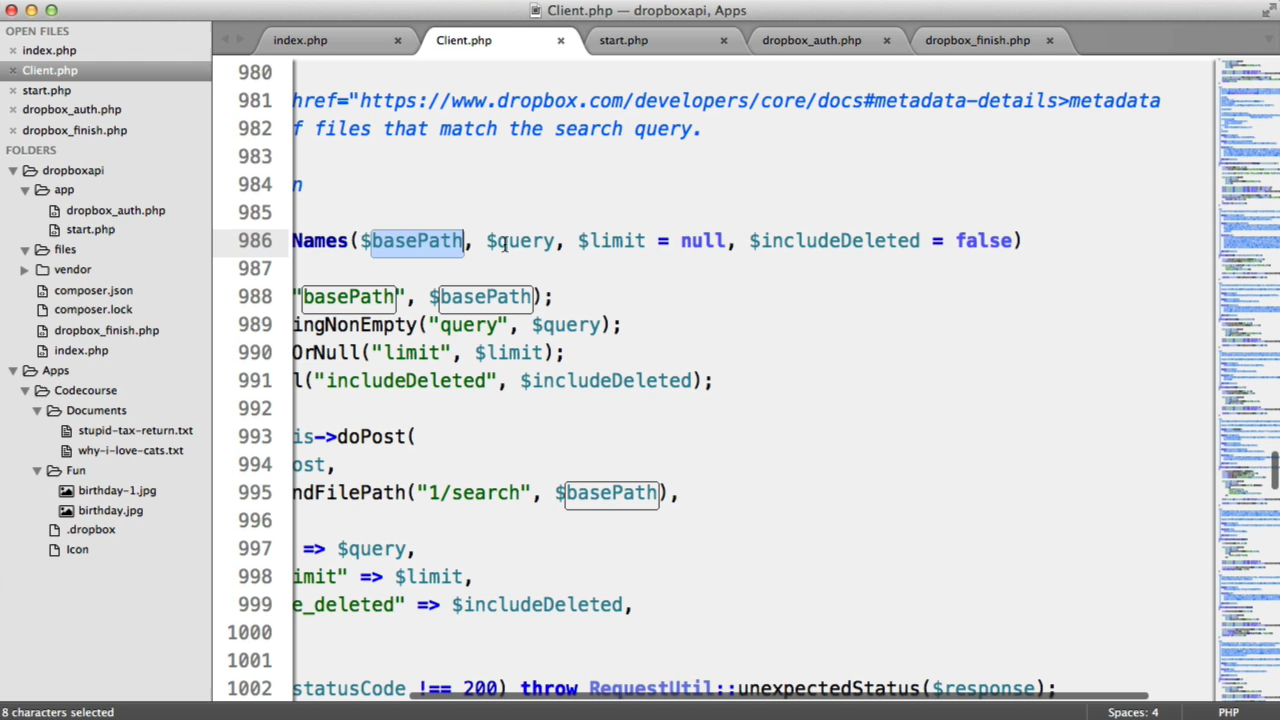 Client.php — dropboxapi, Apps
OPEN FILES
index.php
Client.php
start.php
dropbox_auth.php
dropbox_finish.php
FOLDERS
dropboxapi
app
dropbox_auth.php
start.php
files
vendor
composer.json
composer.lock
dropbox_finish.php
index.php
Apps
Codecourse
Documents
stupid-tax-return.txt
why-i-love-cats.txt
Fun
birthday-1.jpg
birthday.jpg
.dropbox
Icon
index.php
Client.php
start.php
dropbox_auth.php
dropbox_finish.php
980
981 href="https://www.dropbox.com/developers/core/docs#metadata-details>metadata
982 f files that match the search query.
983
984 n
985
986 Names($basePath, $query, $limit = null, $includeDeleted = false)
987
988 "basePath", $basePath);
989 ingNonEmpty("query", $query);
990 OrNull("limit", $limit);
991 l("includeDeleted", $includeDeleted);
992
993 is->doPost(
994 ost,
995 ndFilePath("1/search", $basePath),
996
997 => $query,
998 imit" => $limit,
999 e_deleted" => $includeDeleted,
1000
1001
1002 statusCode !== 200)
8 characters selected
Spaces: 4
PHP